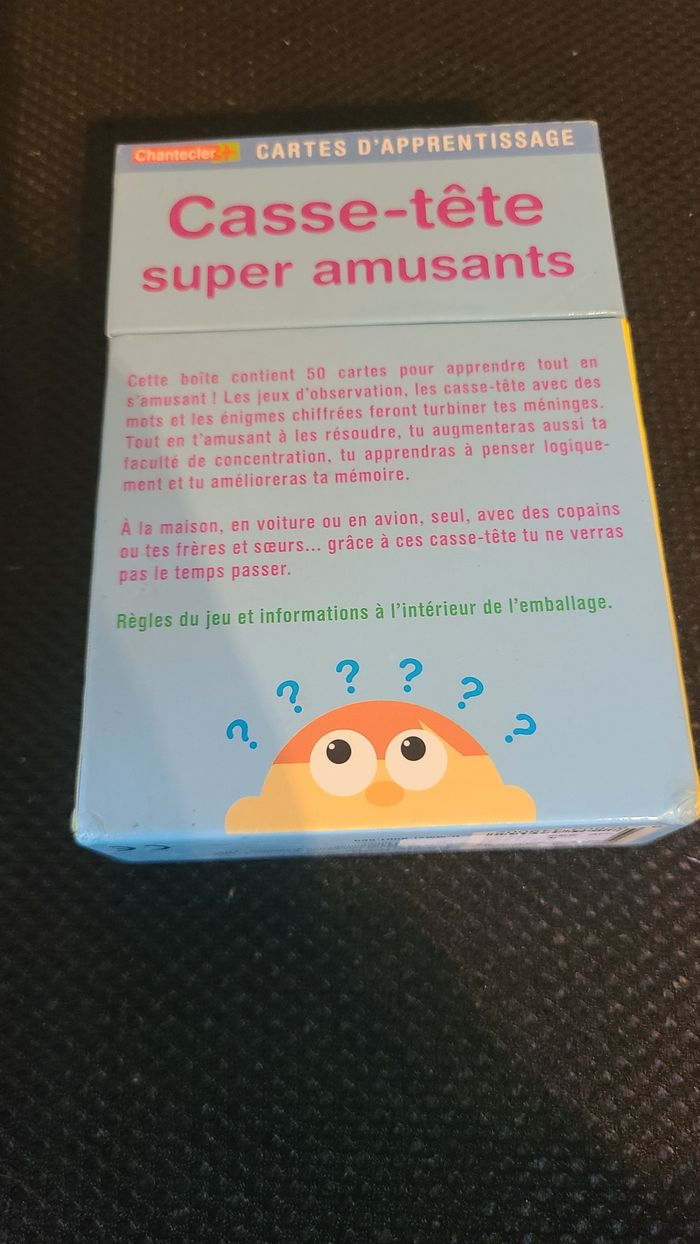 Chantecler
CARTES D'APPRENTISSAGE
Casse-tête
super amusants
Cette boîte contient 50 cartes pour apprendre tout en
s'amusant ! Les jeux d'observation, les casse-tête avec des
mots et les énigmes chiffrées feront turbiner tes méninges.
Tout en t'amusant à les résoudre, tu augmenteras aussi ta
faculté de concentration, tu apprendras à penser logique-
ment et tu amélioreras ta mémoire.
À la maison, en voiture ou en avion, seul, avec des copains
ou tes frères et sœurs... grâce à ces casse-tête tu ne verras
pas le temps passer.
Règles du jeu et informations à l'intérieur de l'emballage.
? ? ? ? ? ?
CE